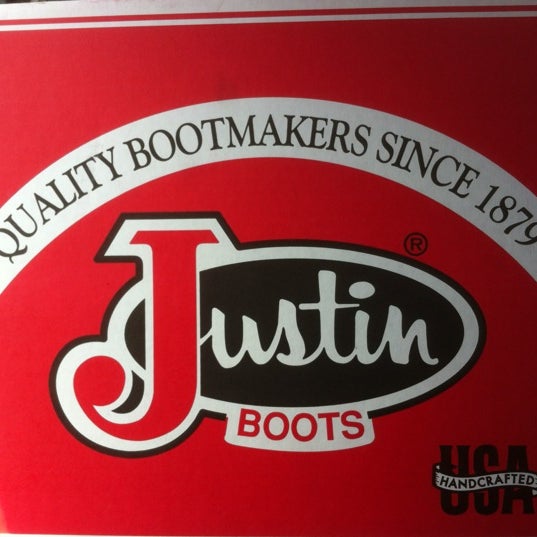 QUALITY BOOTMAKERS SINCE 1879
®
Justin
BOOTS
USA
HANDCRAFTED